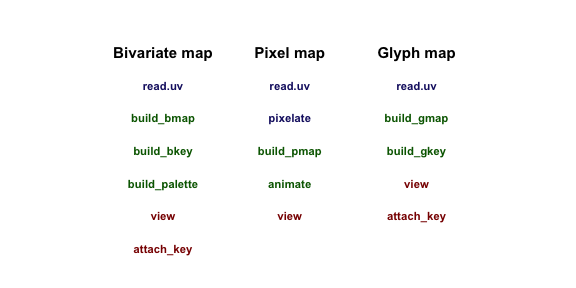 Bivariate map Pixel map Glyph map
read.uv read.uv read.uv
build_bmap pixelate build_gmap
build_bkey build_pmap build_gkey
build_palette animate view
view view attach_key
attach_key